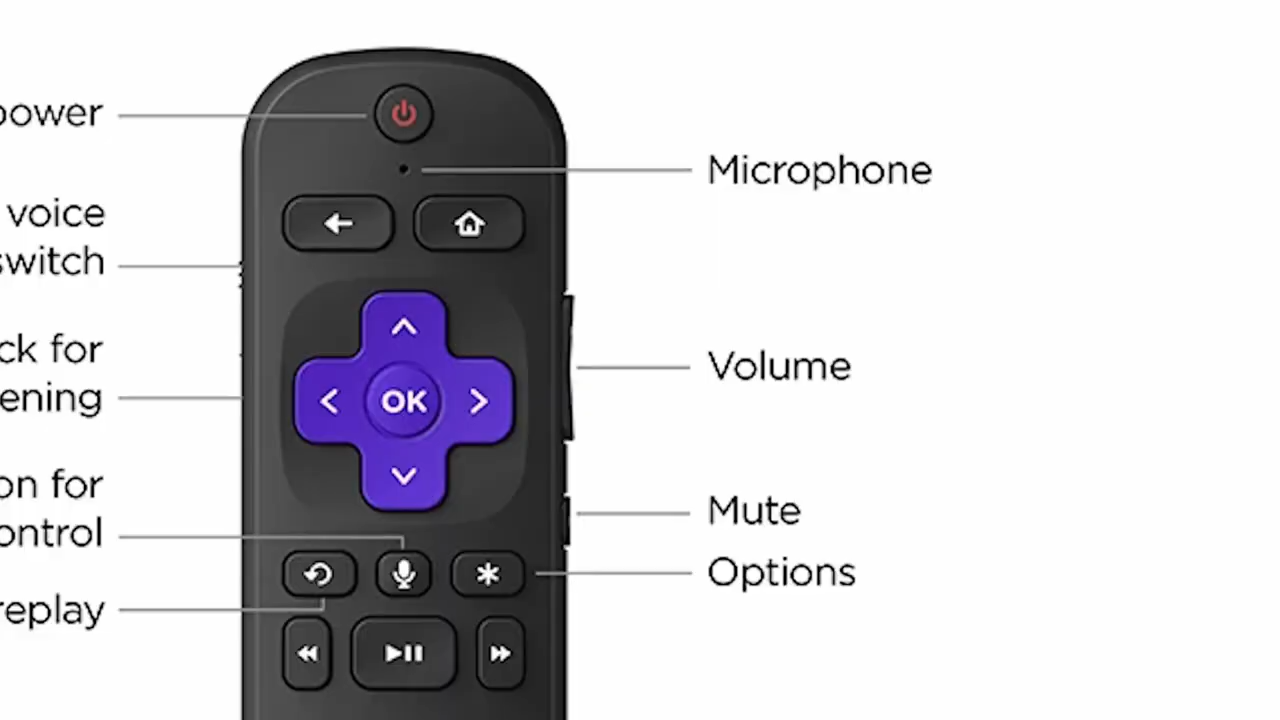 power
Microphone
voice
switch
Volume
ck for
ening
OK
on for
ontrol
Mute
Options
replay